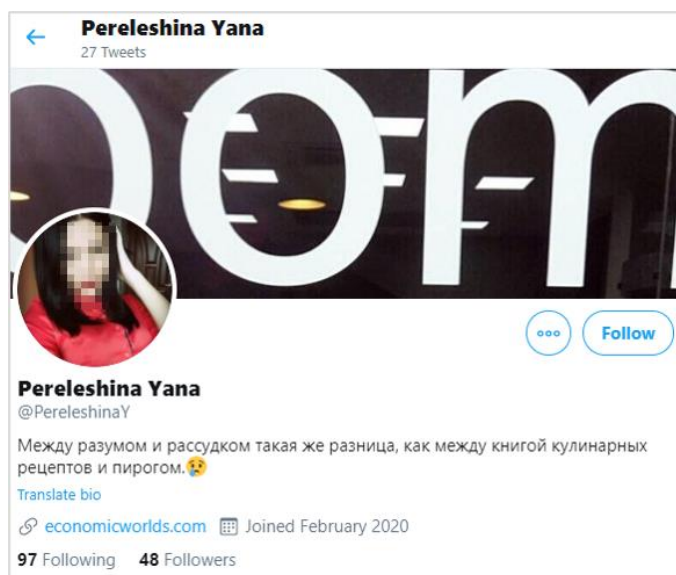 Pereleshina Yana
27 Tweets
oom
Follow
Pereleshina Yana
@PereleshinaY
Между разумом и рассудком такая же разница, как между книгой кулинарных
рецептов и пирогом.😢
Translate bio
economicworlds.com Joined February 2020
97 Following 48 Followers